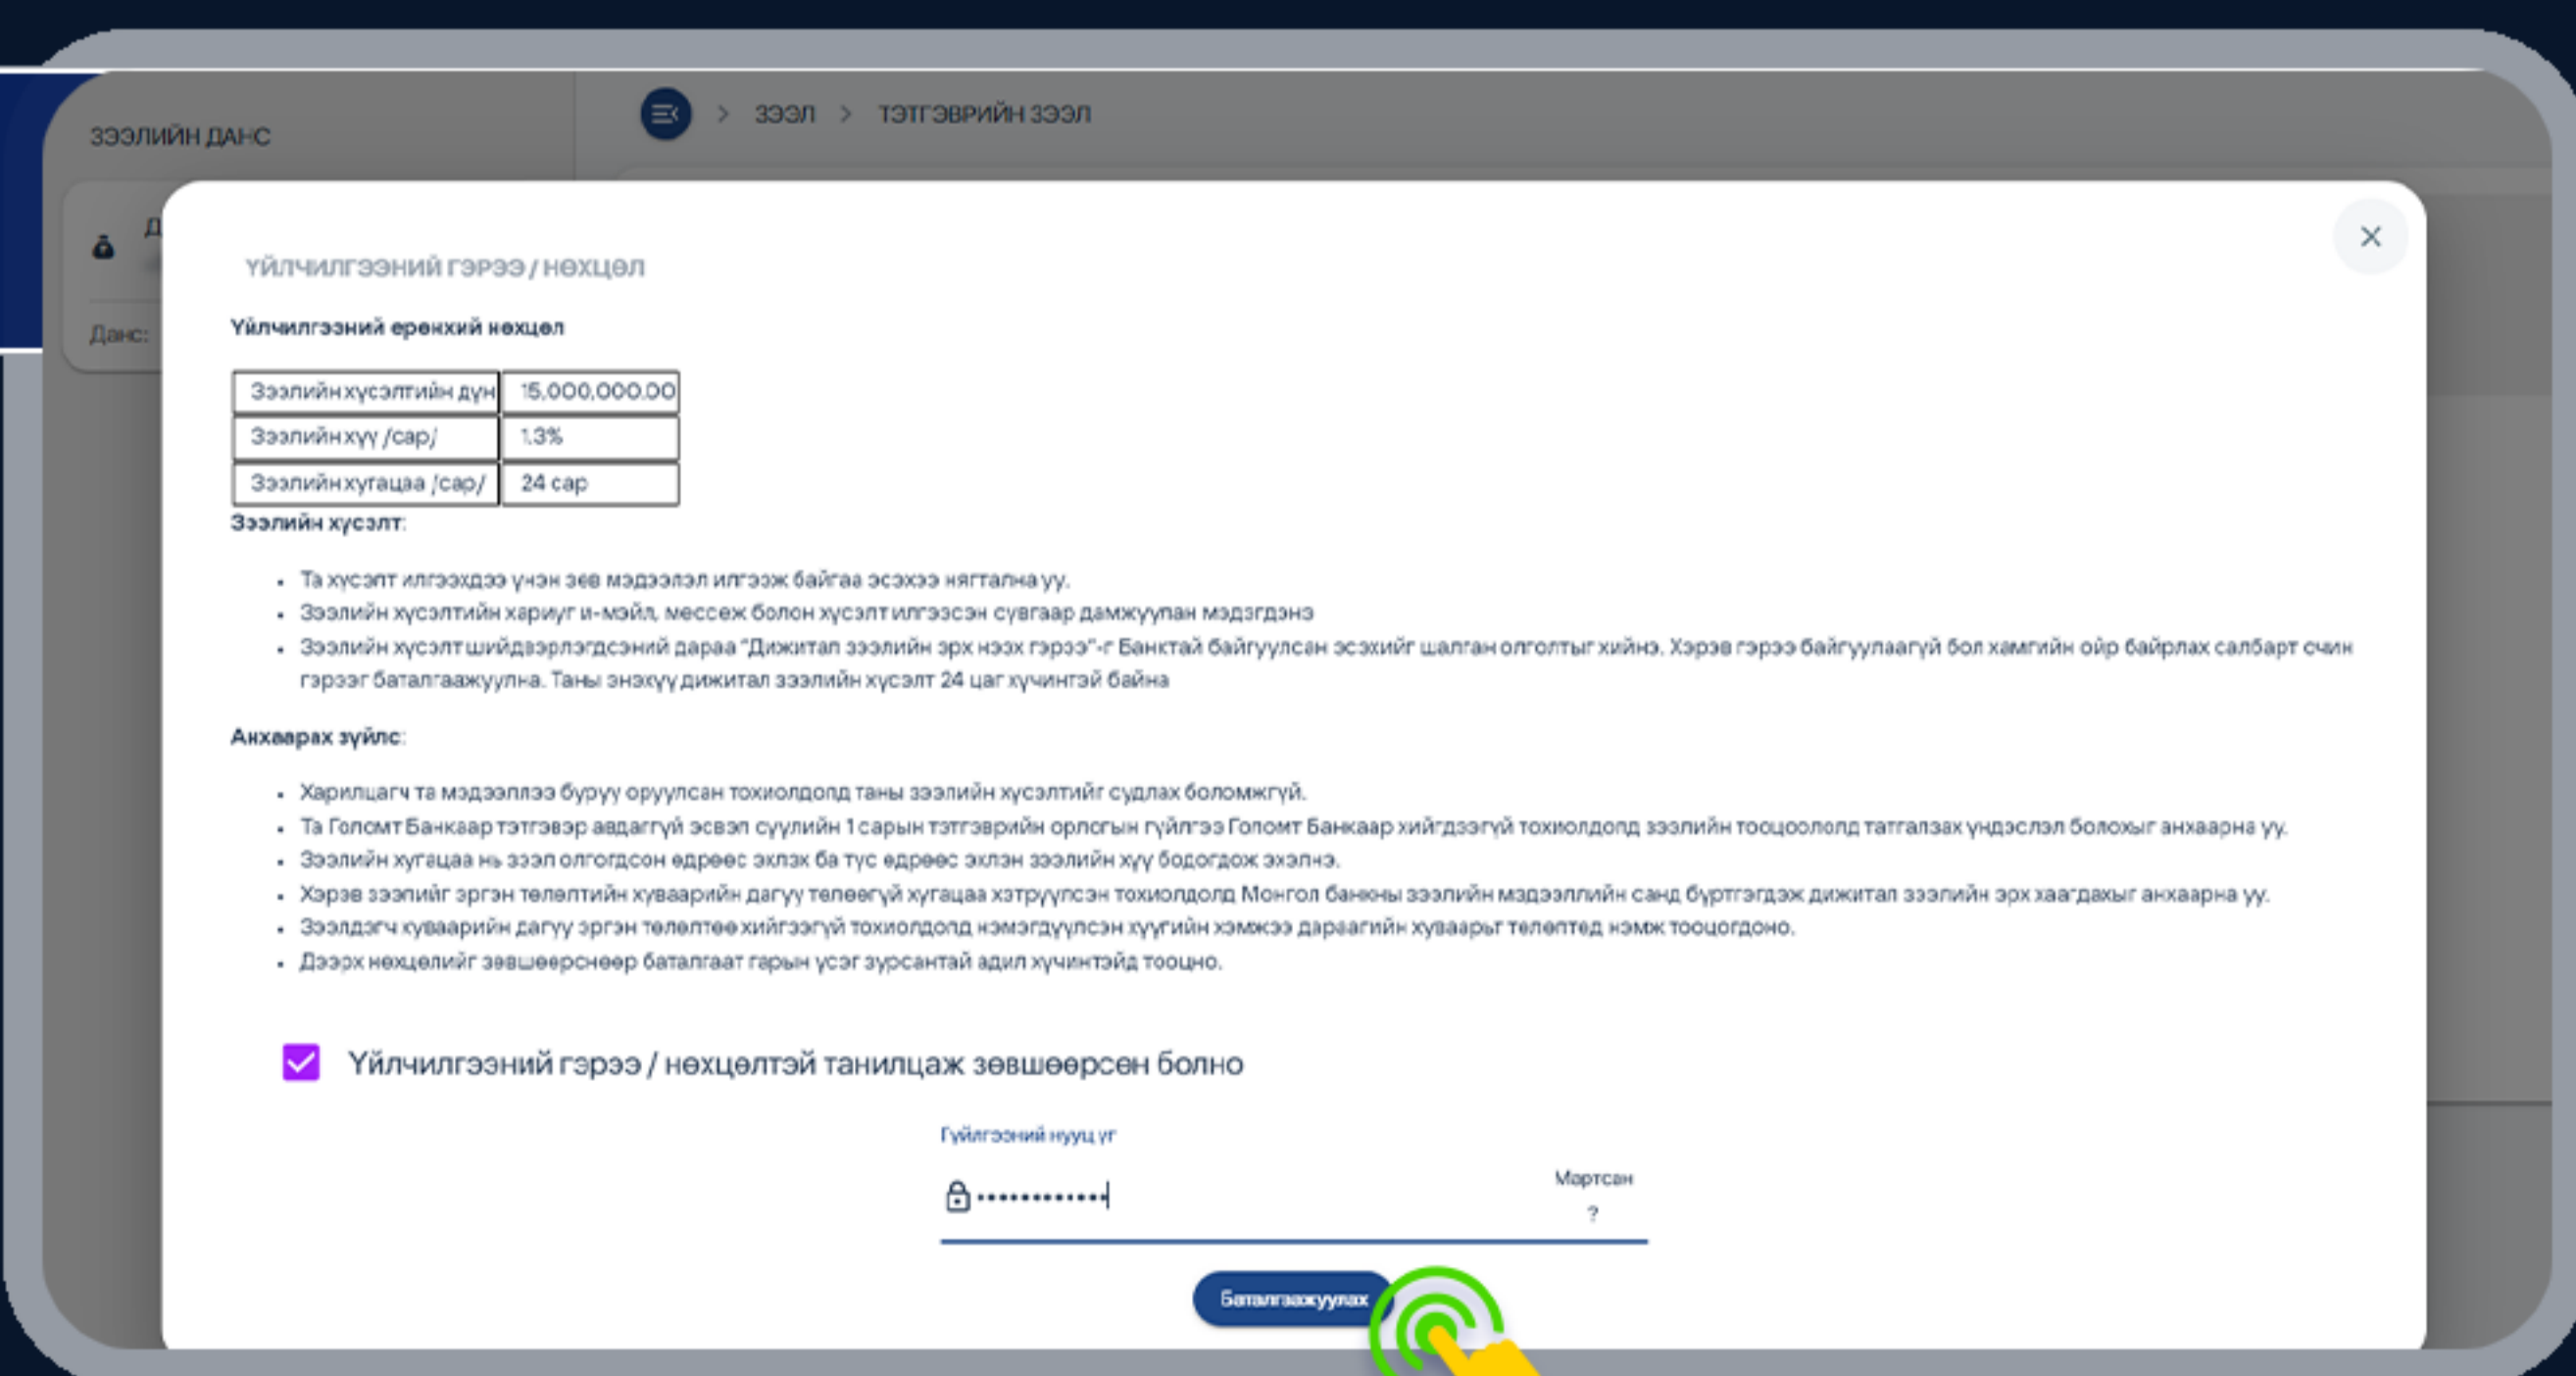 ЗЭЭЛИЙН ДАНС
> ЗЭЭЛ > ТЭТГЭВРИЙН ЗЭЭЛ
Д
Данс:
ҮЙЛЧИЛГЭЭНИЙ ГЭРЭЭ / НӨХЦӨЛ
Үйлчилгээний ерөнхий нөхцөл
Зээлийн хүсэлтийн дүн 15,000,000.00
Зээлийн хүү /сар/ 1.3%
Зээлийн хугацаа /сар/ 24 сар
Зээлийн хүсэлт:
• Та хүсэлт илгээхдээ үнэн зөв мэдээлэл илгээж байгаа эсэхээ нягтална уу.
• Зээлийн хүсэлтийн хариуг и-мэйл, мессеж болон хүсэлт илгээсэн сувгаар дамжуулан мэдэгдэнэ
• Зээлийн хүсэлт шийдвэрлэгдсэний дараа "Дижитал зээлийн эрх нээх гэрээ"-г Банктай байгуулсан эсэхийг шалган олголтыг хийнэ. Хэрэв гэрээ байгуулаагүй бол хамгийн ойр байрлах салбарт очин
гэрээг баталгаажуулна. Таны энэхүү дижитал зээлийн хүсэлт 24 цаг хүчинтэй байна
Анхаарах зүйлс:
• Харилцагч та мэдээллээ буруу оруулсан тохиолдолд таны зээлийн хүсэлтийг судлах боломжгүй.
• Та Голомт Банкаар тэтгэвэр авдаггүй эсвэл сүүлийн 1 сарын тэтгэврийн орлогын гүйлгээ Голомт Банкаар хийгдээгүй тохиолдолд зээлийн тооцоололд татгалзах үндэслэл болохыг анхаарна уу.
• Зээлийн хугацаа нь зээл олгогдсон өдрөөс эхлэх ба тус өдрөөс эхлэн зээлийн хүү бодогдож эхэлнэ.
• Хэрэв зээлийг эргэн төлөлтийн хуваарийн дагуу төлөөгүй хугацаа хэтрүүлсэн тохиолдолд Монгол банкны зээлийн мэдээллийн санд бүртгэгдэж дижитал зээлийн эрх хаагдахыг анхаарна уу.
• Зээлдэгч хуваарийн дагуу эргэн төлөлтөө хийгээгүй тохиолдолд нэмэгдүүлсэн хүүгийн хэмжээ дараагийн хуваарьт төлөлтөд нэмж тооцогдоно.
• Дээрх нөхцөлийг зөвшөөрснөөр баталгаат гарын үсэг зурсантай адил хүчинтэйд тооцно.
Үйлчилгээний гэрээ / нөхцөлтэй танилцаж зөвшөөрсөн болно
Гүйлгээний нууц үг
Мартсан
?
Баталгаажуулах